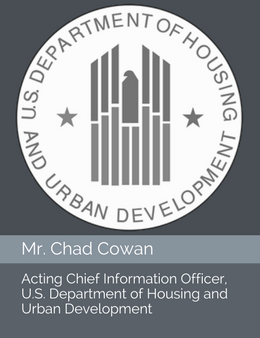 U.S. DEPARTMENT OF HOUSING
AND URBAN DEVELOPMENT
Mr. Chad Cowan
Acting Chief Information Officer,
U.S. Department of Housing and
Urban Development